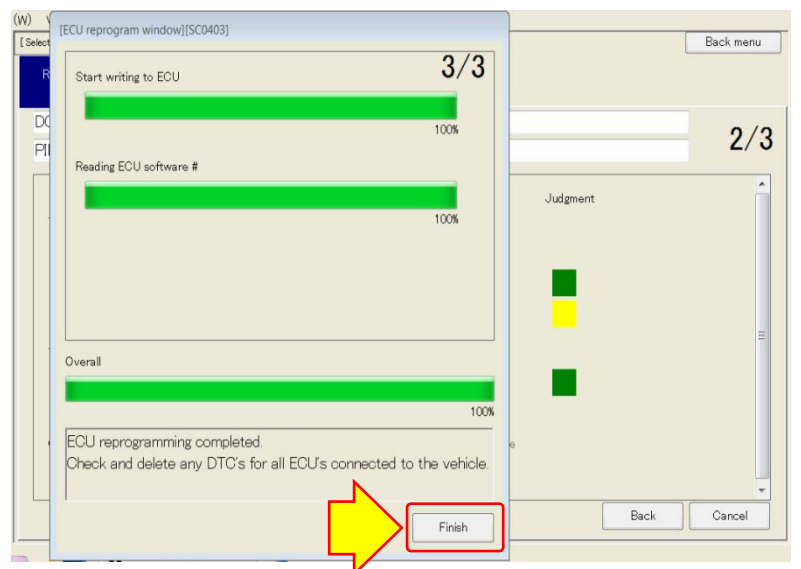 (W)
[ECU reprogram window][SC0403]
[Select
Back menu
Start writing to ECU
3/3
100%
Reading ECU software #
100%
2/3
Judgment
Overall
100%
ECU reprogramming completed.
Check and delete any DTC's for all ECU's connected to the vehicle.
Finish
Back
Cancel